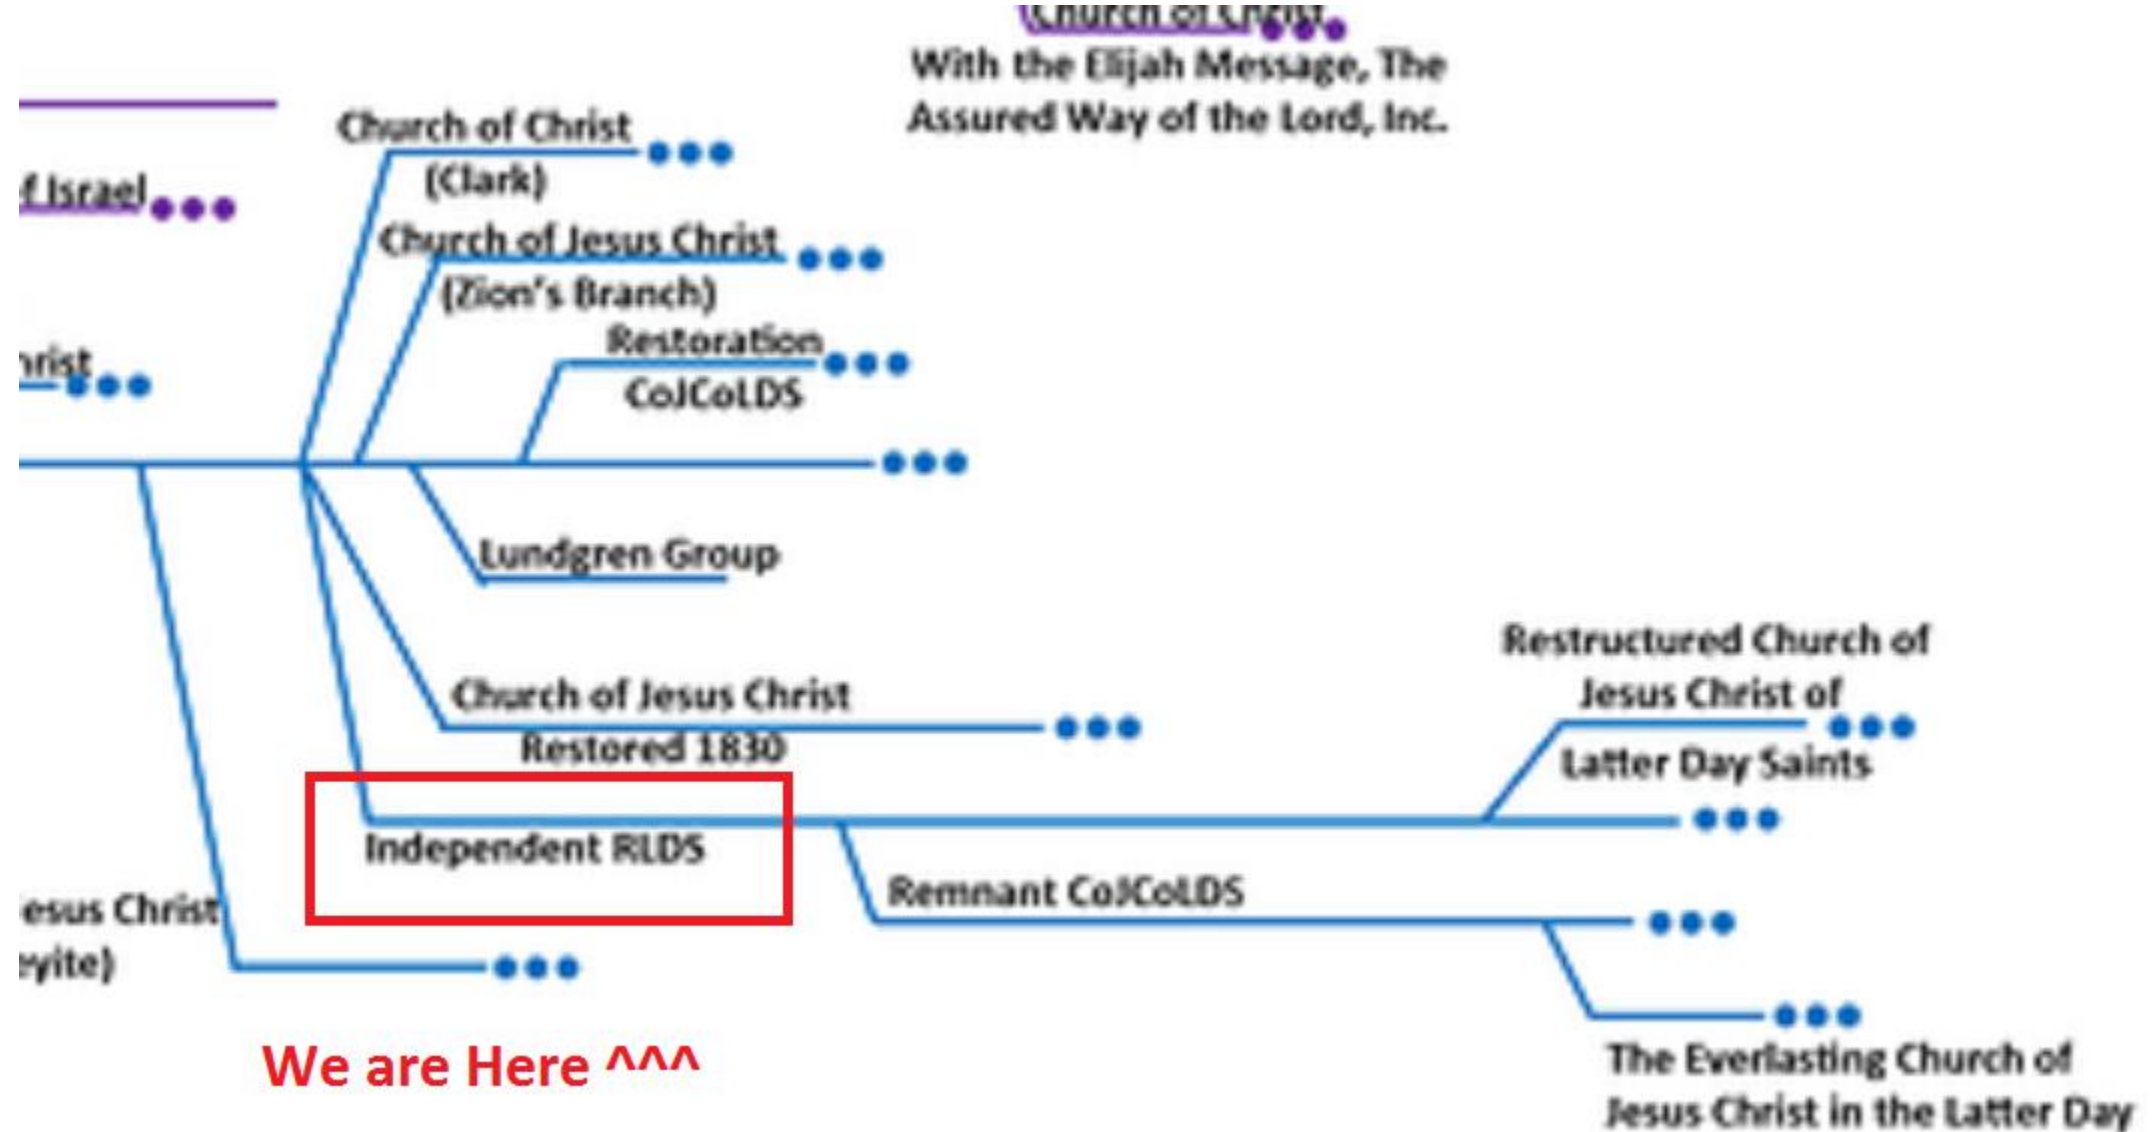 Church of Christ
With the Elijah Message, The
Assured Way of the Lord, Inc.
Church of Christ
(Clark)
f Israel
Church of Jesus Christ
(Zion's Branch)
Restoration
CoJCoLDS
hrist
Lundgren Group
Church of Jesus Christ
Restored 1830
Restructured Church of
Jesus Christ of
Latter Day Saints
Independent RLDS
Remnant CoJCoLDS
esus Christ
eyite)
We are Here ^^^
The Everlasting Church of
Jesus Christ in the Latter Day